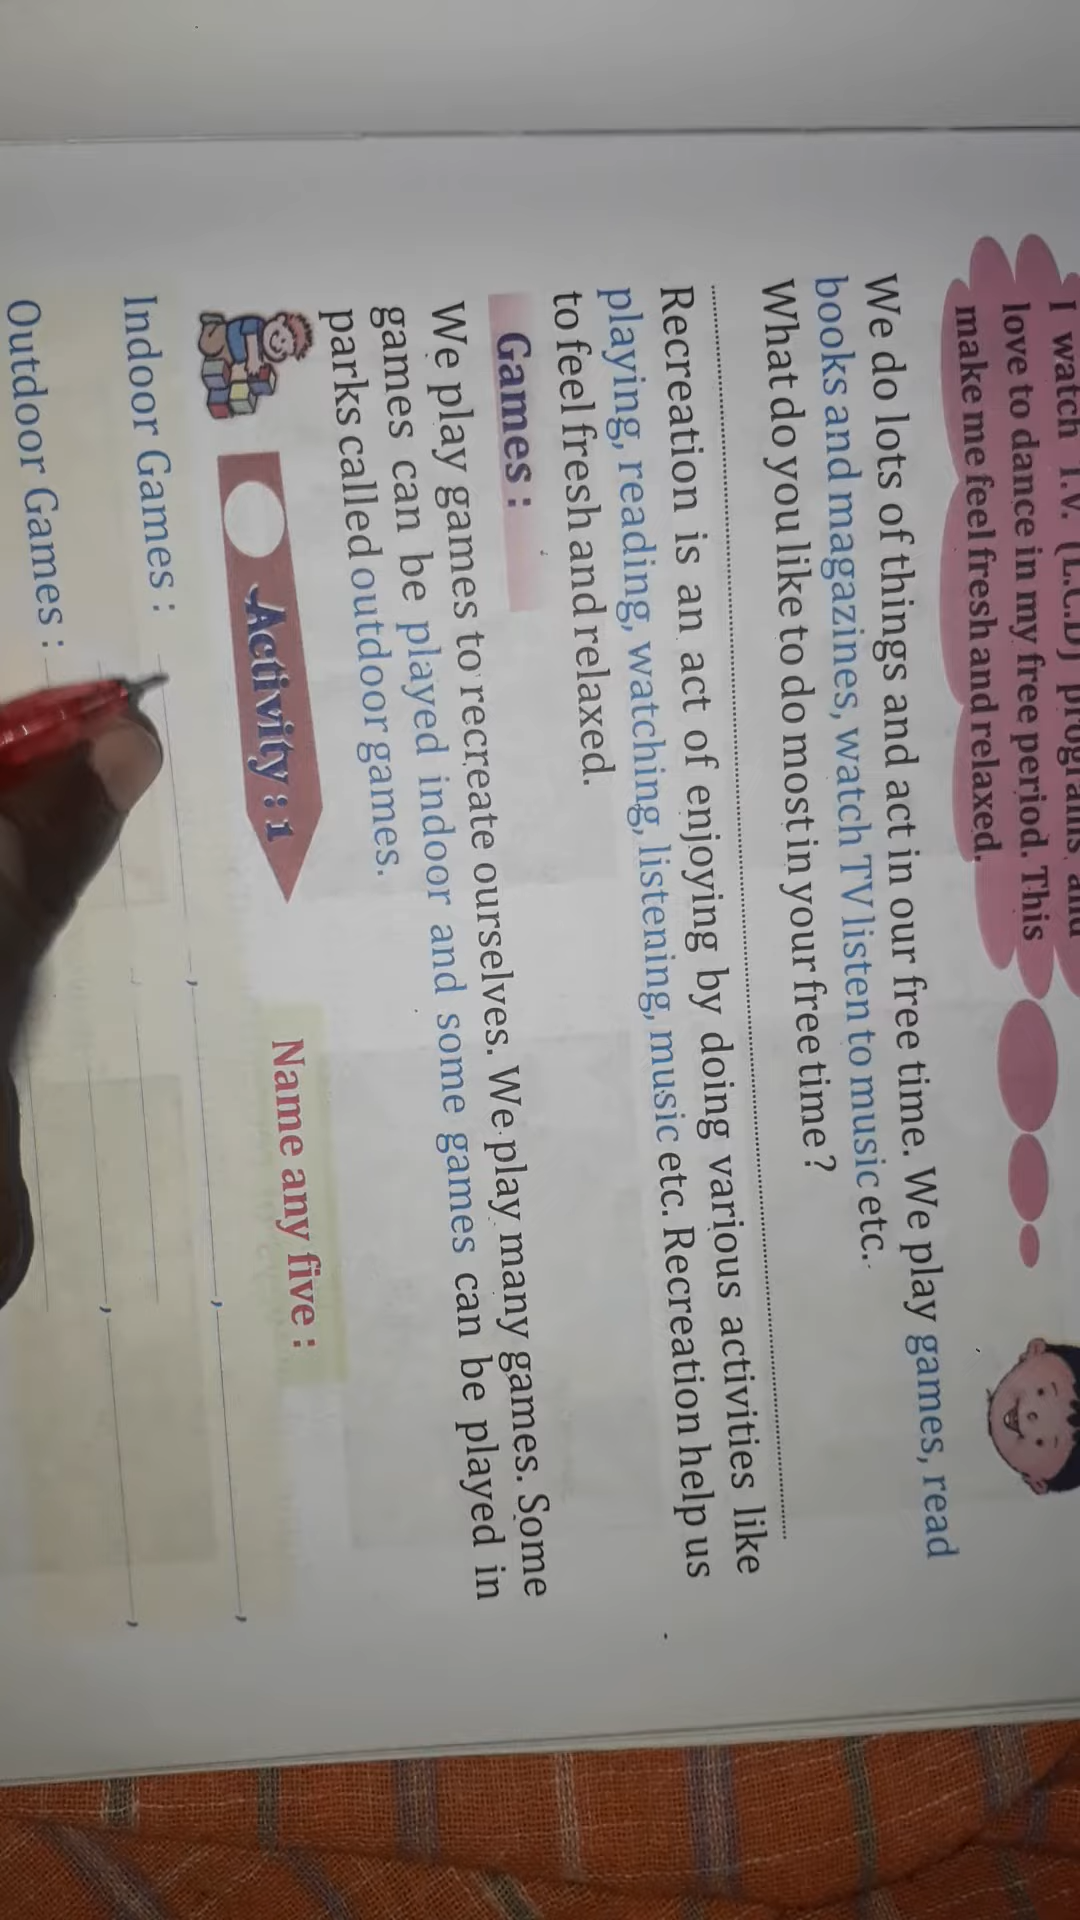 I watch T.V. (L.C.D) programs and
love to dance in my free period. This
make me feel fresh and relaxed.
We do lots of things and act in our free time. We play games, read
books and magazines, watch TV listen to music etc.
What do you like to do most in your free time?
Recreation is an act of enjoying by doing various activities like
playing, reading, watching, listening, music etc. Recreation help us
to feel fresh and relaxed.
Games :
We play games to recreate ourselves. We play many games. Some
games can be played indoor and some games can be played in
parks called outdoor games.
Activity : 1
Name any five :
Indoor Games :
Outdoor Games :